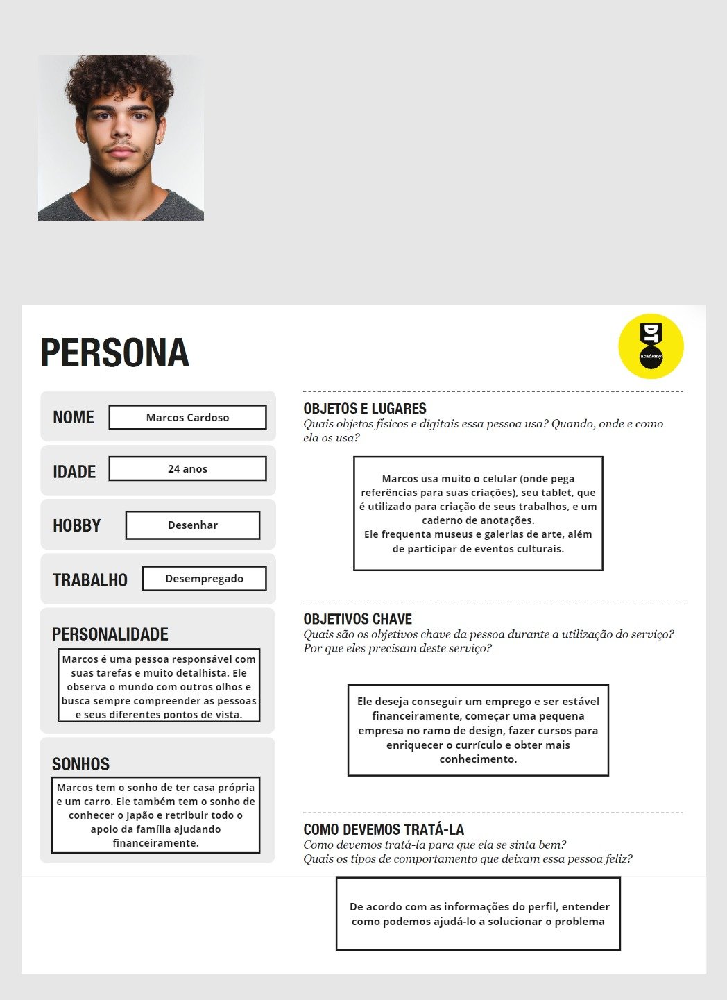 PERSONA
DT
academy
NOME
Marcos Cardoso
IDADE
24 anos
HOBBY
Desenhar
TRABALHO
Desempregado
PERSONALIDADE
Marcos é uma pessoa responsável com
suas tarefas e muito detalhista. Ele
observa o mundo com outros olhos e
busca sempre compreender as pessoas
e seus diferentes pontos de vista.
SONHOS
Marcos tem o sonho de ter casa própria
e um carro. Ele também tem o sonho de
conhecer o Japão e retribuir todo o
apoio da família ajudando
financeiramente.
OBJETOS E LUGARES
Quais objetos físicos e digitais essa pessoa usa? Quando, onde e como
ela os usa?
Marcos usa muito o celular (onde pega
referências para suas criações), seu tablet, que
é utilizado para criação de seus trabalhos, e um
caderno de anotações.
Ele frequenta museus e galerias de arte, além
de participar de eventos culturais.
OBJETIVOS CHAVE
Quais são os objetivos chave da pessoa durante a utilização do serviço?
Por que eles precisam deste serviço?
Ele deseja conseguir um emprego e ser estável
financeiramente, começar uma pequena
empresa no ramo de design, fazer cursos para
enriquecer o currículo e obter mais
conhecimento.
COMO DEVEMOS TRATÁ-LA
Como devemos tratá-la para que ela se sinta bem?
Quais os tipos de comportamento que deixam essa pessoa feliz?
De acordo com as informações do perfil, entender
como podemos ajudá-lo a solucionar o problema